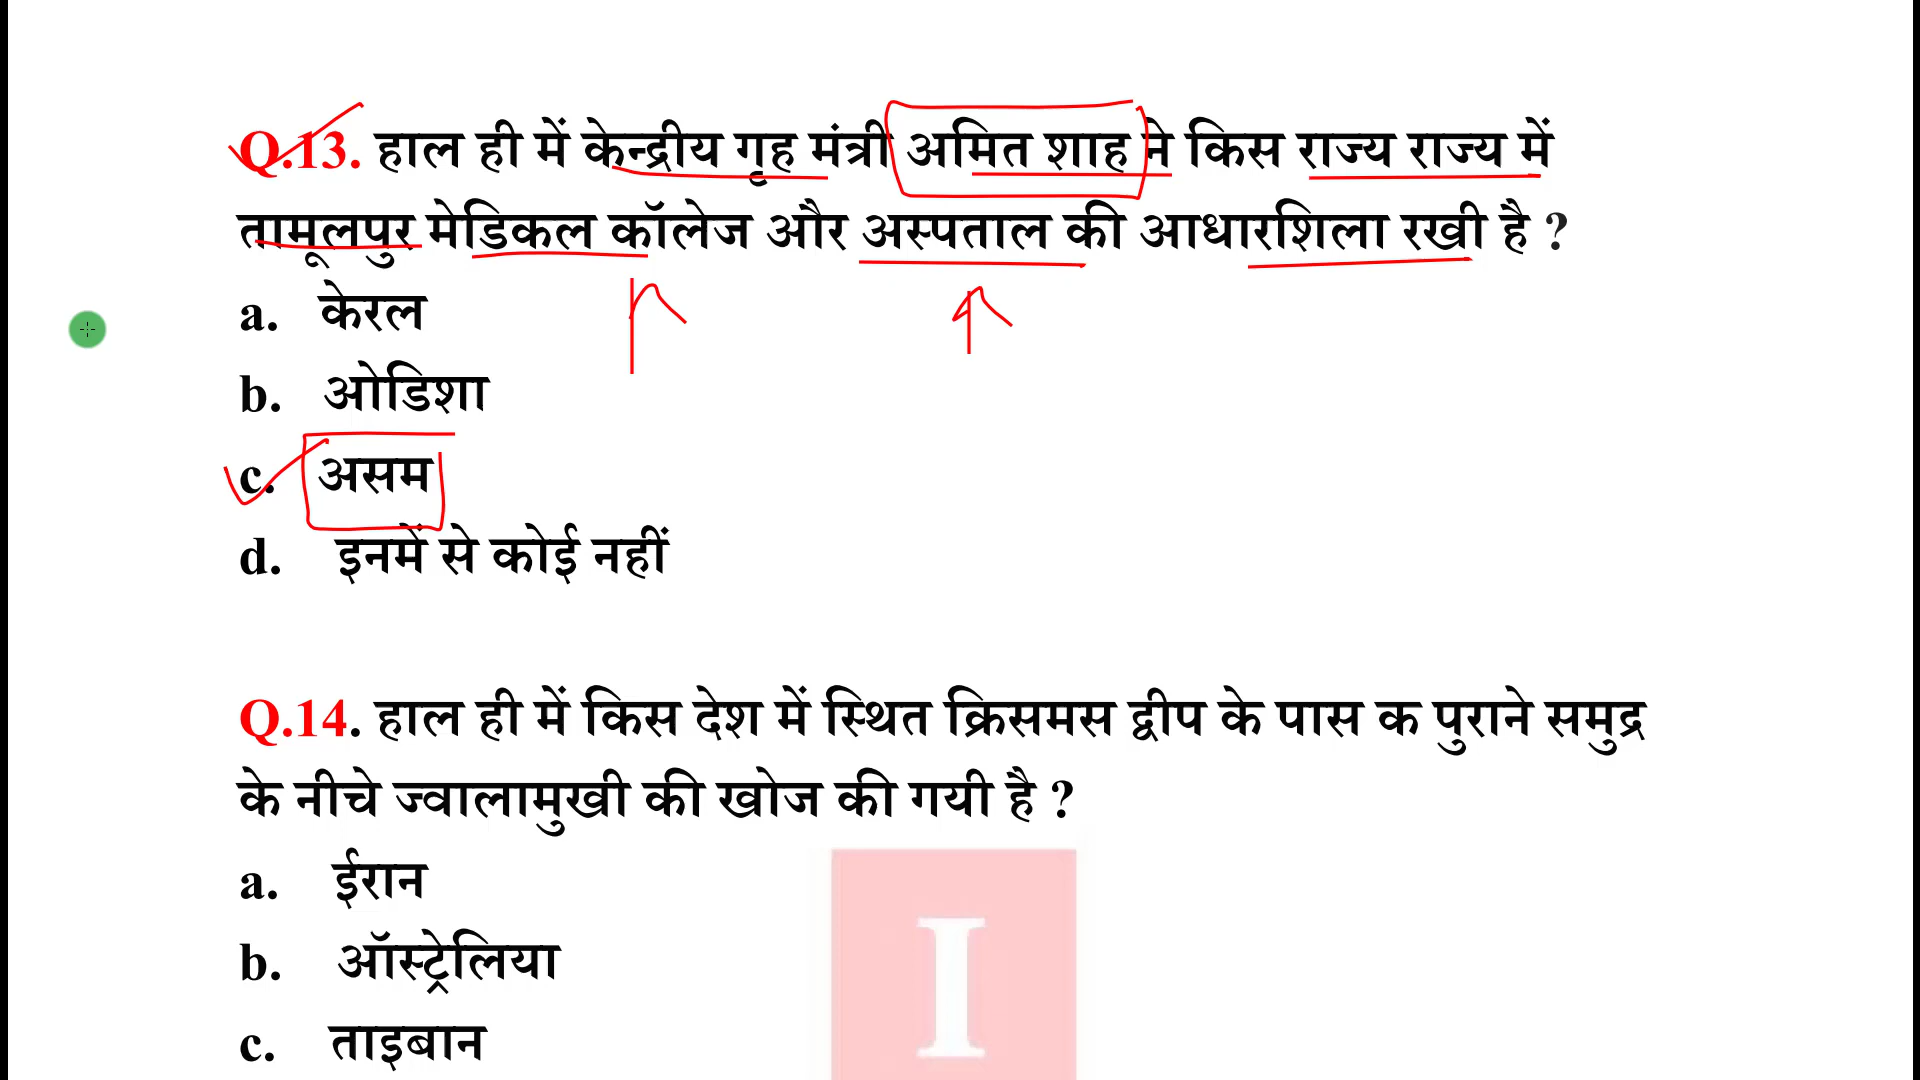 Q.13. हाल ही में केन्द्रीय गृह मंत्री अमित शाह ने किस राज्य राज्य में
तामूलपुर मेडिकल कॉलेज और अस्पताल की आधारशिला रखी है ?
a. केरल
b. ओडिशा
c. असम
d. इनमें से कोई नहीं
Q.14. हाल ही में किस देश में स्थित क्रिसमस द्वीप के पास क पुराने समुद्र
के नीचे ज्वालामुखी की खोज की गयी है ?
a. ईरान
b. ऑस्ट्रेलिया
c. ताइबान
I